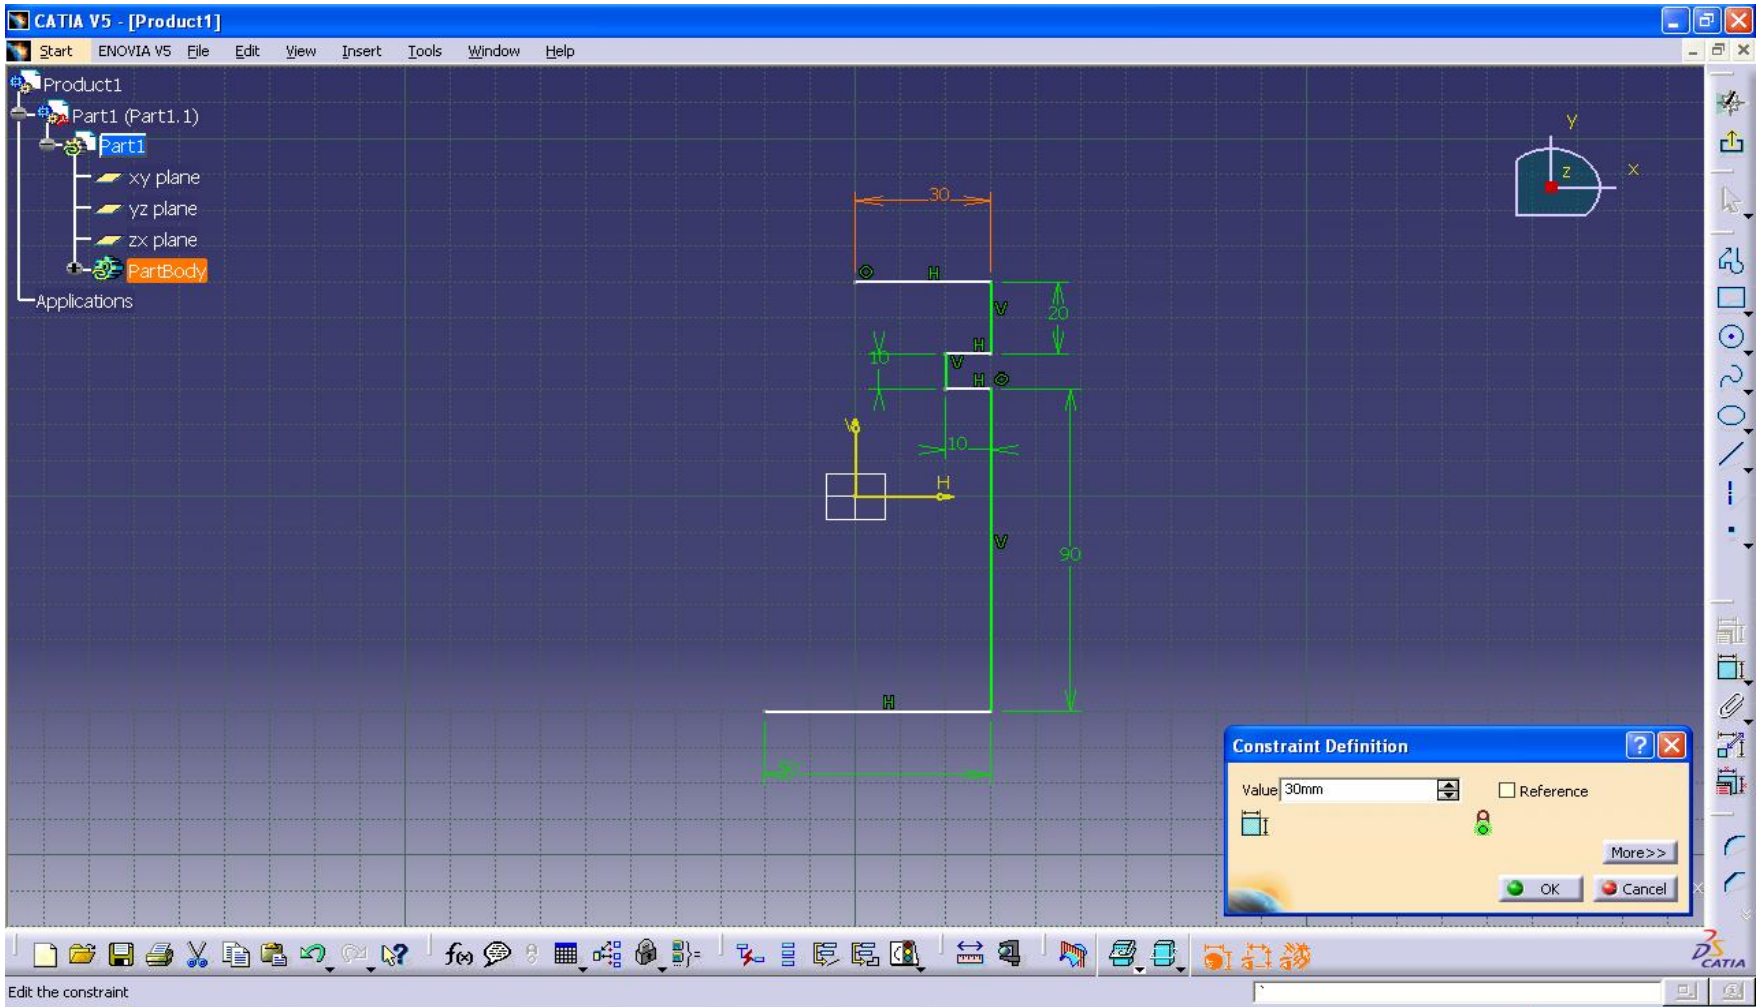 CATIA V5 - [Product1]
Start ENOVIA V5 File Edit View Insert Tools Window Help
Product1
Part1 (Part1.1)
Part1
xy plane
yz plane
zx plane
PartBody
Applications
y
z
x
30
H
V
20
H
10
V
H
10
V
H
V
90
H
Constraint Definition
Value 30mm
Reference
More>>
OK Cancel
f(x)
CATIA
Edit the constraint